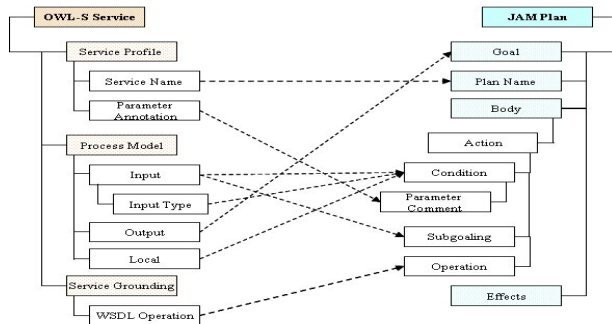 OWL-S Service
Service Profile
Service Name
Parameter
Annotation
Process Model
Input
Input Type
Output
Local
Service Grounding
WSDL Operation
JAM Plan
Goal
Plan Name
Body
Action
Condition
Parameter
Comment
Subgoaling
Operation
Effects